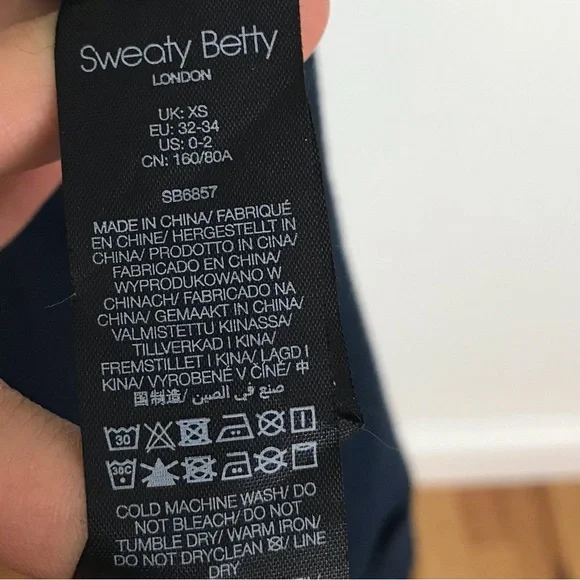 Sweaty Betty
LONDON
UK: XS
EU: 32-34
US: 0-2
CN: 160/80A
SB6857
MADE IN CHINA/ FABRIQUÉ
EN CHINE/ HERGESTELLT IN
CHINA/ PRODOTTO IN CINA/
FABRICADO EN CHINA/
WYPRODUKOWANO W
CHINACH/ FABRICADO NA
CHINA/ GEMAAKT IN CHINA/
VALMISTETTU KIINASSA/
TILLVERKAD I KINA/
FREMSTILLET I KINA/ LAGD I
KINA/ VYROBENÉ V ČÍNĚ/ 中
国制造/ صنع في الصين
30
30C
COLD MACHINE WASH/ DO
NOT BLEACH/ DO NOT
TUMBLE DRY/ WARM IRON/
DO NOT DRYCLEAN / LINE
DRY